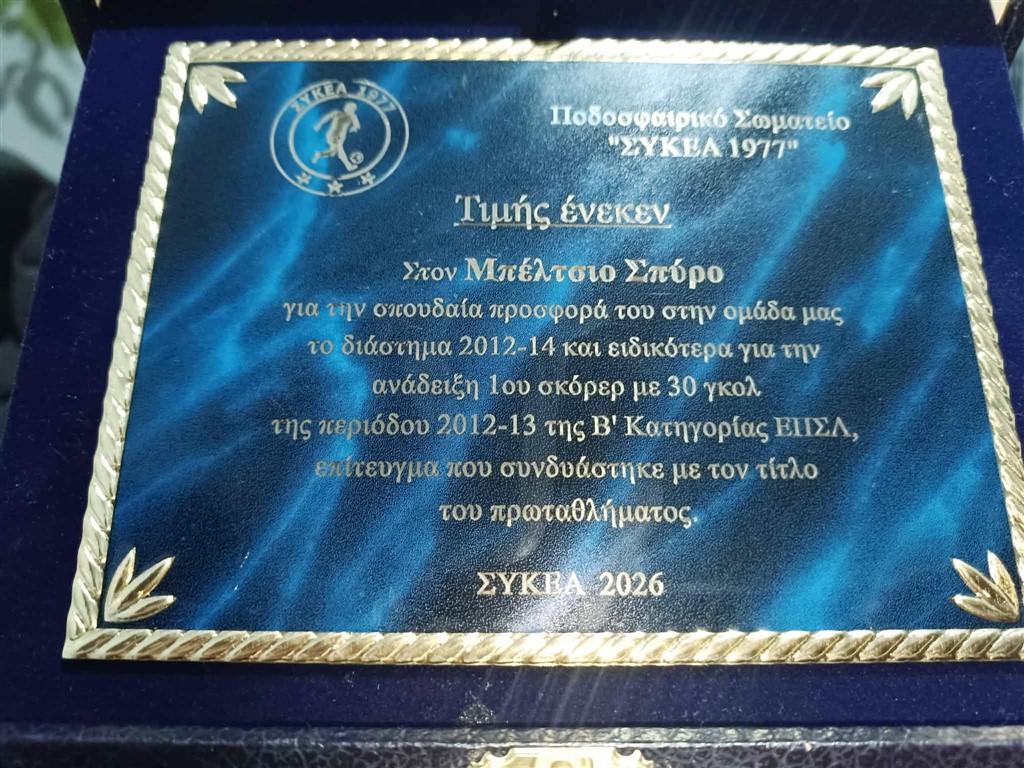 ΣΥΚΕΑ 1977
Ποδοσφαιρικό Σωματείο
"ΣΥΚΕΑ 1977"
Τιμής ένεκεν
Στον Μπέλτσιο Σπύρο
για την σπουδαία προσφορά του στην ομάδα μας
το διάστημα 2012-14 και ειδικότερα για την
ανάδειξη 1ου σκόρερ με 30 γκολ
της περιόδου 2012-13 της Β' Κατηγορίας ΕΠΣΛ,
επίτευγμα που συνδυάστηκε με τον τίτλο
του πρωταθλήματος.
ΣΥΚΕΑ 2026